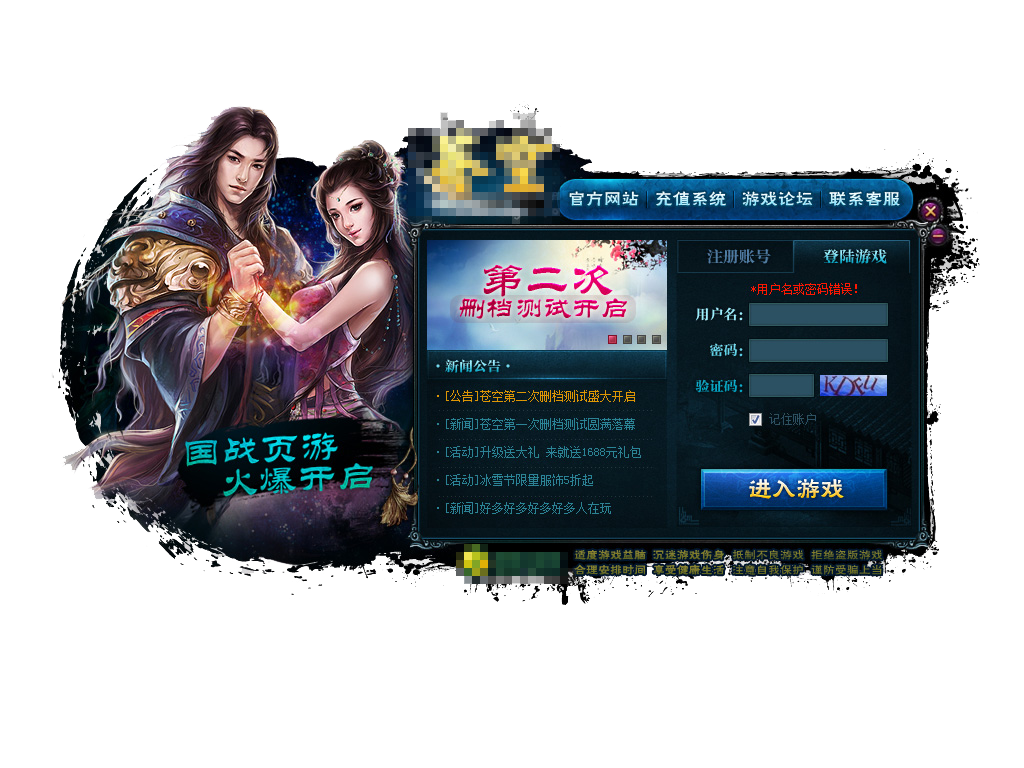 官方网站 充值系统 游戏论坛 联系客服
第二次
删档测试开启
·新闻公告·
·[公告]苍空第二次删档测试盛大开启
·[新闻]苍空第一次删档测试圆满落幕
·[活动]升级送大礼 来就送1688元礼包
·[活动]冰雪节限量服饰5折起
·[新闻]好多好多好多好多人在玩
注册账号 登陆游戏
*用户名或密码错误!
用户名:
密码:
验证码:
记住账户
进入游戏
国战页游
火爆开启
适度游戏益脑 沉迷游戏伤身 抵制不良游戏 拒绝盗版游戏
合理安排时间 享受健康生活 注意自我保护 谨防受骗上当